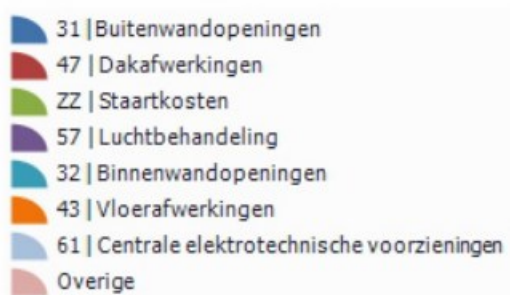 31 | Buitenwandopeningen
47 | Dakafwerkingen
ZZ | Staartkosten
57 | Luchtbehandeling
32 | Binnenwandopeningen
43 | Vloerafwerkingen
61 | Centrale elektrotechnische voorzieningen
Overige